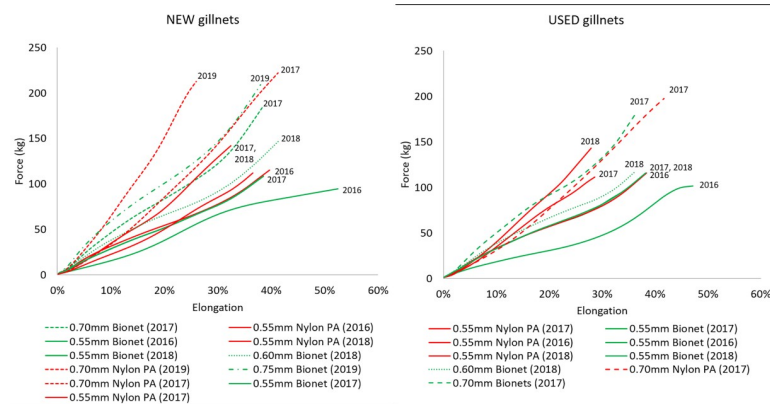 NEW gillnets
250
200
150
100
50
0
Force (kg)
0% 10% 20% 30% 40% 50% 60%
Elongation
2019
2019
2017
2017
2017,
2018
2018
2016
2017
2016
0.70mm Bionet (2017) 0.55mm Nylon PA (2016)
0.55mm Bionet (2016) 0.55mm Nylon PA (2018)
0.55mm Bionet (2018) 0.60mm Bionet (2018)
0.70mm Nylon PA (2019) 0.75mm Bionet (2019)
0.70mm Nylon PA (2017) 0.55mm Bionet (2017)
0.55mm Nylon PA (2017)
USED gillnets
250
200
150
100
50
0
Force (kg)
0% 10% 20% 30% 40% 50% 60%
Elongation
2017
2017
2018
2017
2018
2017, 2018
2016
2016
0.55mm Nylon PA (2017) 0.55mm Bionet (2017)
0.55mm Nylon PA (2016) 0.55mm Bionet (2016)
0.55mm Nylon PA (2018) 0.55mm Bionet (2018)
0.60mm Bionet (2018) 0.70mm Nylon PA (2017)
0.70mm Bionets (2017)